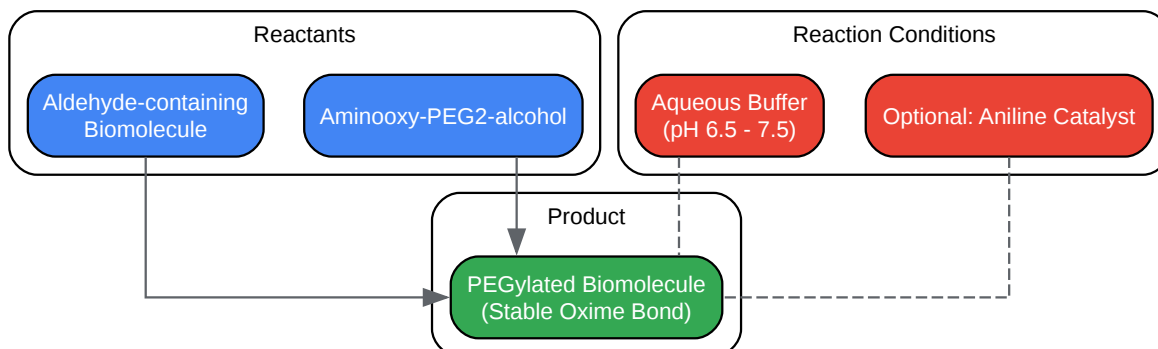 Reactants
Reaction Conditions
Aldehyde-containing
Biomolecule
Aminooxy-PEG2-alcohol
Aqueous Buffer
(pH 6.5 - 7.5)
Optional: Aniline Catalyst
Product
PEGylated Biomolecule
(Stable Oxime Bond)